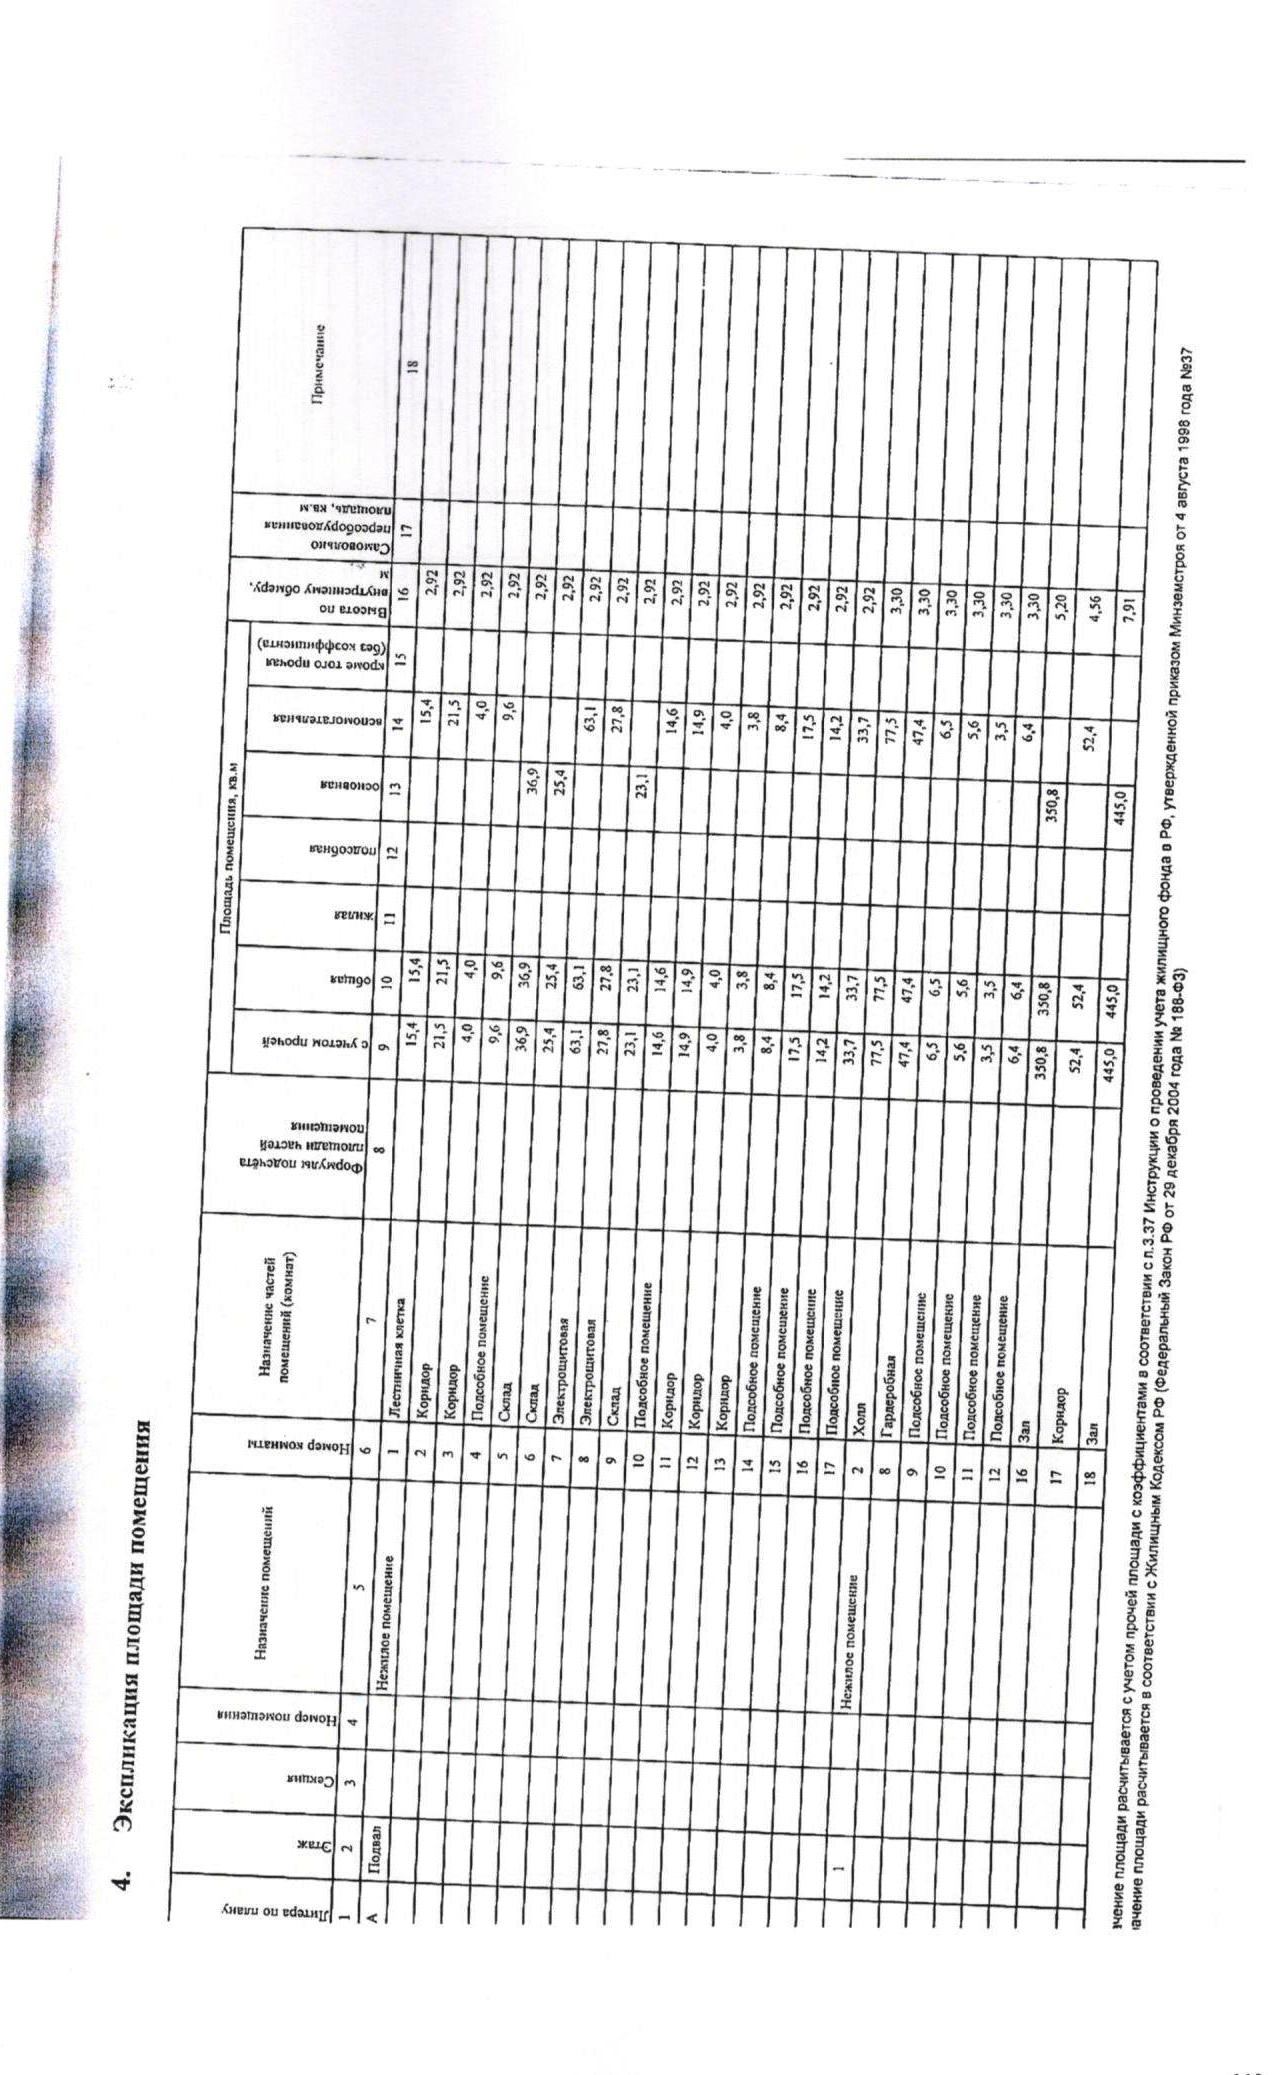 4. Экспликация площади помещения
Литера по плану Этаж Секция Номер помещения Назначение помещений Номер комнаты Назначение частей помещений (комнат) Формулы подсчёта площади частей помещения Площадь помещения, кв.м Высота по внутреннему обмеру, м Самовольно переоборудованная площадь, кв.м Примечание
с учетом прочей общая жилая подсобная основная вспомогательная кроме того прочая (без коэффициента)
1 2 3 4 5 6 7 8 9 10 11 12 13 14 15 16 17 18
А Подвал Нежилое помещение 1 Лестничная клетка 15,4 15,4 15,4 2,92
2 Коридор 21,5 21,5 21,5 2,92
3 Коридор 4,0 4,0 4,0 2,92
4 Подсобное помещение 9,6 9,6 9,6 2,92
5 Склад 36,9 36,9 36,9 2,92
6 Склад 25,4 25,4 25,4 2,92
7 Электрощитовая 63,1 63,1 63,1 2,92
8 Электрощитовая 27,8 27,8 27,8 2,92
9 Склад 23,1 23,1 23,1 2,92
10 Подсобное помещение 14,6 14,6 14,6 2,92
11 Коридор 14,9 14,9 14,9 2,92
12 Коридор 4,0 4,0 4,0 2,92
13 Коридор 3,8 3,8 3,8 2,92
14 Подсобное помещение 8,4 8,4 8,4 2,92
15 Подсобное помещение 17,5 17,5 17,5 2,92
16 Подсобное помещение 14,2 14,2 14,2 2,92
17 Подсобное помещение 33,7 33,7 33,7 2,92
1 Нежилое помещение 2 Холл 77,5 77,5 77,5 3,30
8 Гардеробная 47,4 47,4 47,4 3,30
9 Подсобное помещение 6,5 6,5 6,5 3,30
10 Подсобное помещение 5,6 5,6 5,6 3,30
11 Подсобное помещение 3,5 3,5 3,5 3,30
12 Подсобное помещение 6,4 6,4 6,4 3,30
16 Зал 350,8 350,8 350,8 5,20
17 Коридор 52,4 52,4 52,4 4,56
18 Зал 445,0 445,0 445,0 7,91
чение площади расчитывается с учетом прочей площади с коэффициентами в соответствии с п.3.37 Инструкции о проведении учета жилищного фонда в РФ, утвержденной приказом Минземстроя от 4 августа 1998 года №37
ачение площади расчитывается в соответствии с Жилищным Кодексом РФ (Федеральный Закон РФ от 29 декабря 2004 года № 188-ФЗ)